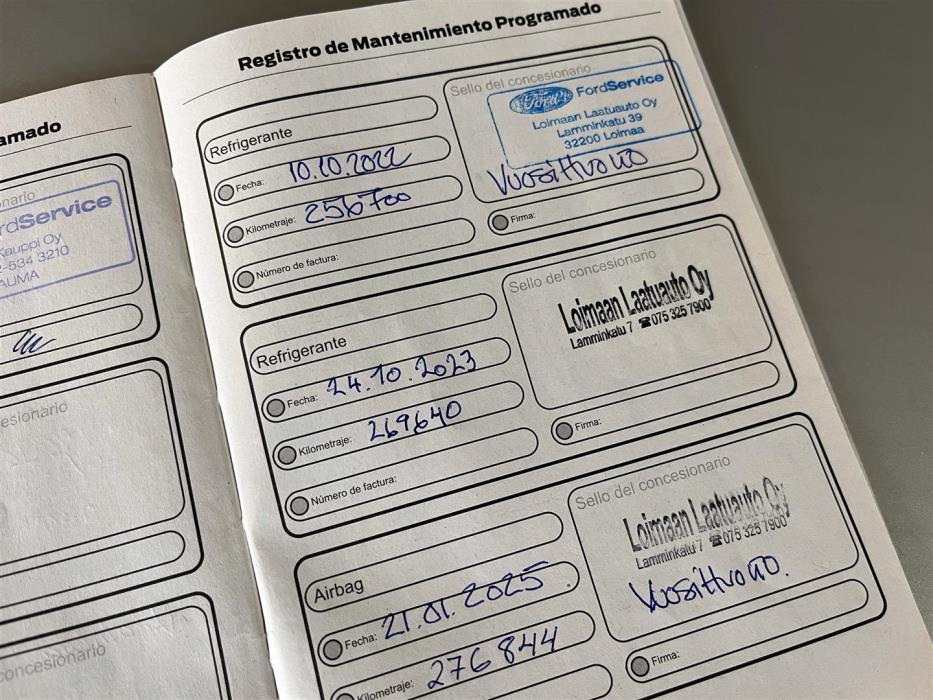 amado
nario
rdService
Kauppi Oy
-534 3210
AUMA
esionario
concesionario
Registro de Mantenimiento Programado
Refrigerante
Fecha: 10.10.2022
Kilometraje: 256700
Número de factura:
Sello del concesionario
Ford FordService
Loimaan Laatuauto Oy
Lamminkatu 39
32200 Loimaa
Vuosihuolto
Firma:
Refrigerante
Fecha: 24.10.2023
Kilometraje: 269640
Número de factura:
Sello del concesionario
Loimaan Laatuauto Oy
Lamminkatu 7 ☎075 325 7900
Firma:
Airbag
Fecha: 21.01.2025
Kilometraje: 276844
Sello del concesionario
Loimaan Laatuauto Oy
Lamminkatu 7 ☎075 325 7900
Vuosihuolto.
Firma: